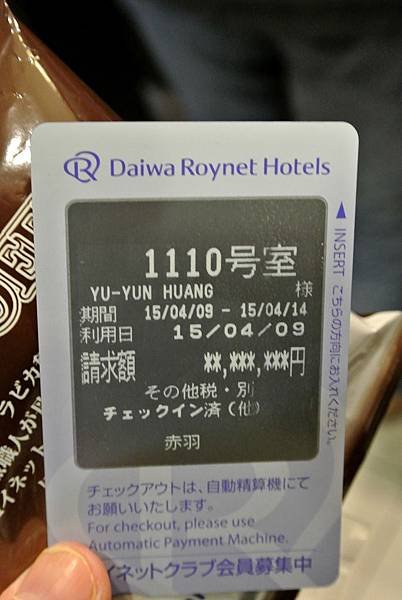 Daiwa Roynet Hotels
1110号室
YU-YUN HUANG 様
期間 15/04/09 - 15/04/14
利用日 15/04/09
請求額 **,***,***円
その他税・別
チェックイン済(他)
赤羽
チェックアウトは、自動精算機にて
お願いいたします。
For checkout, please use
Automatic Payment Machine.
イネットクラブ会員募集中
INSERT こちらの方向にお入れください。